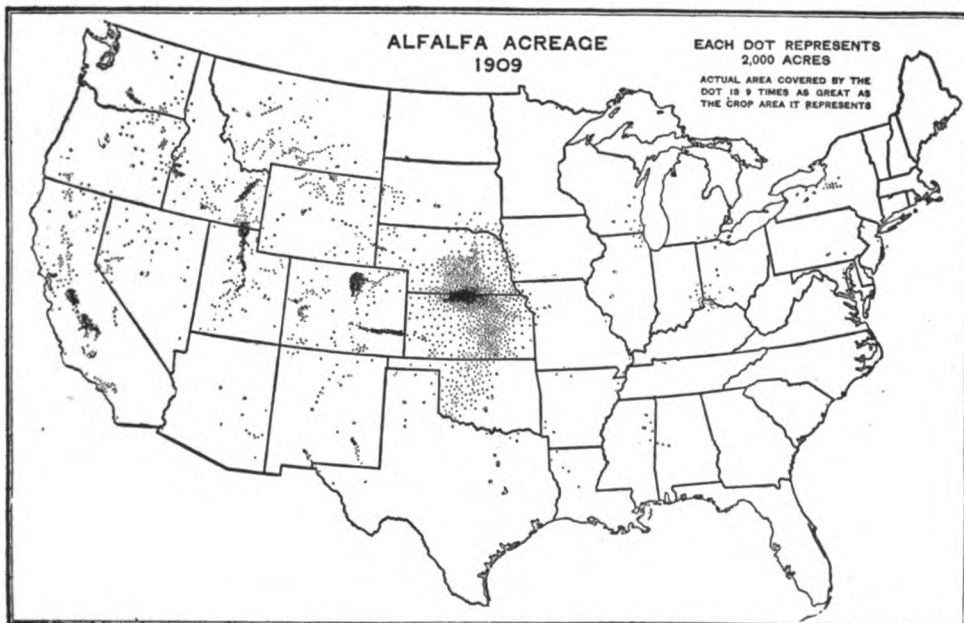 ALFALFA ACREAGE
1909
EACH DOT REPRESENTS
2,000 ACRES
ACTUAL AREA COVERED BY THE
DOT IS 9 TIMES AS GREAT AS
THE CROP AREA IT REPRESENTS